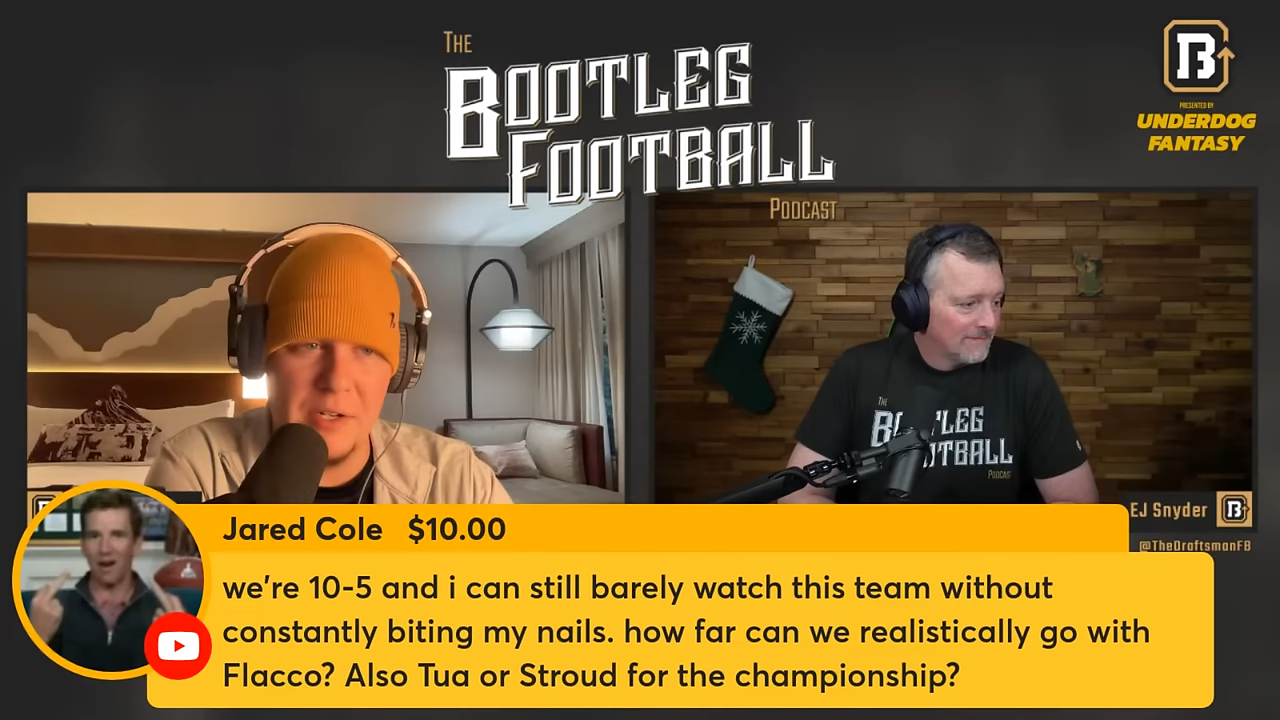 The
Bootleg
Football
Podcast
B
PRESENTED BY
UNDERDOG
FANTASY
THE
BOOTLEG
FOOTBALL
PODCAST
EJ Snyder
B
@TheDraftsmanFB
Jared Cole $10.00
we're 10-5 and i can still barely watch this team without
constantly biting my nails. how far can we realistically go with
Flacco? Also Tua or Stroud for the championship?